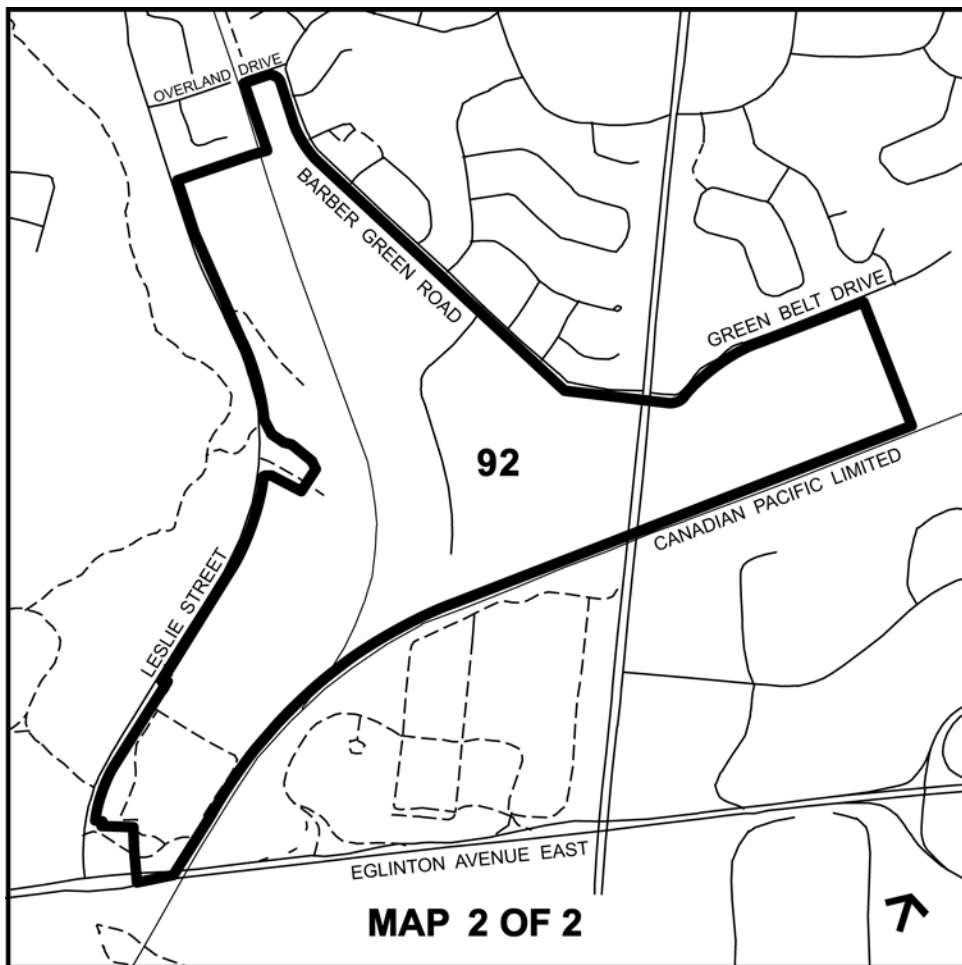 OVERLAND DRIVE
BARBER GREEN ROAD
GREEN BELT DRIVE
92
CANADIAN PACIFIC LIMITED
LESLIE STREET
EGLINTON AVENUE EAST
MAP 2 OF 2